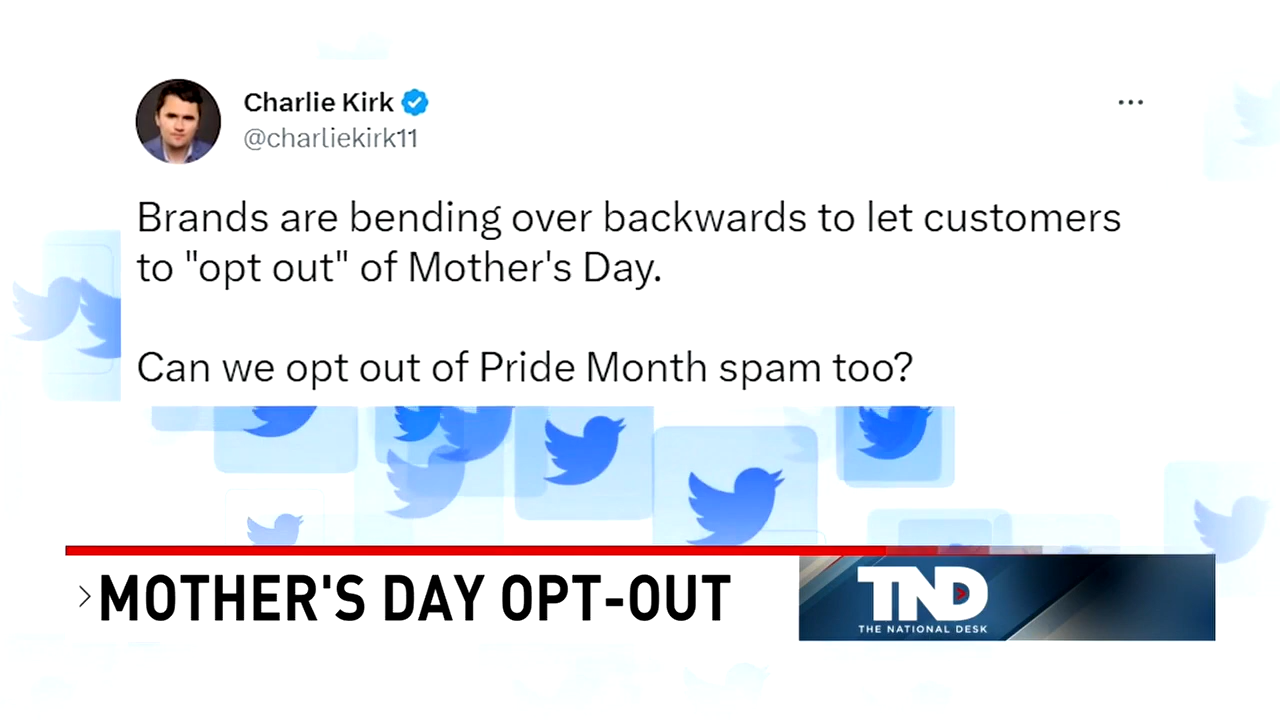 Charlie Kirk
@charliekirk11
Brands are bending over backwards to let customers
to "opt out" of Mother's Day.
Can we opt out of Pride Month spam too?
MOTHER'S DAY OPT-OUT
TND
THE NATIONAL DESK